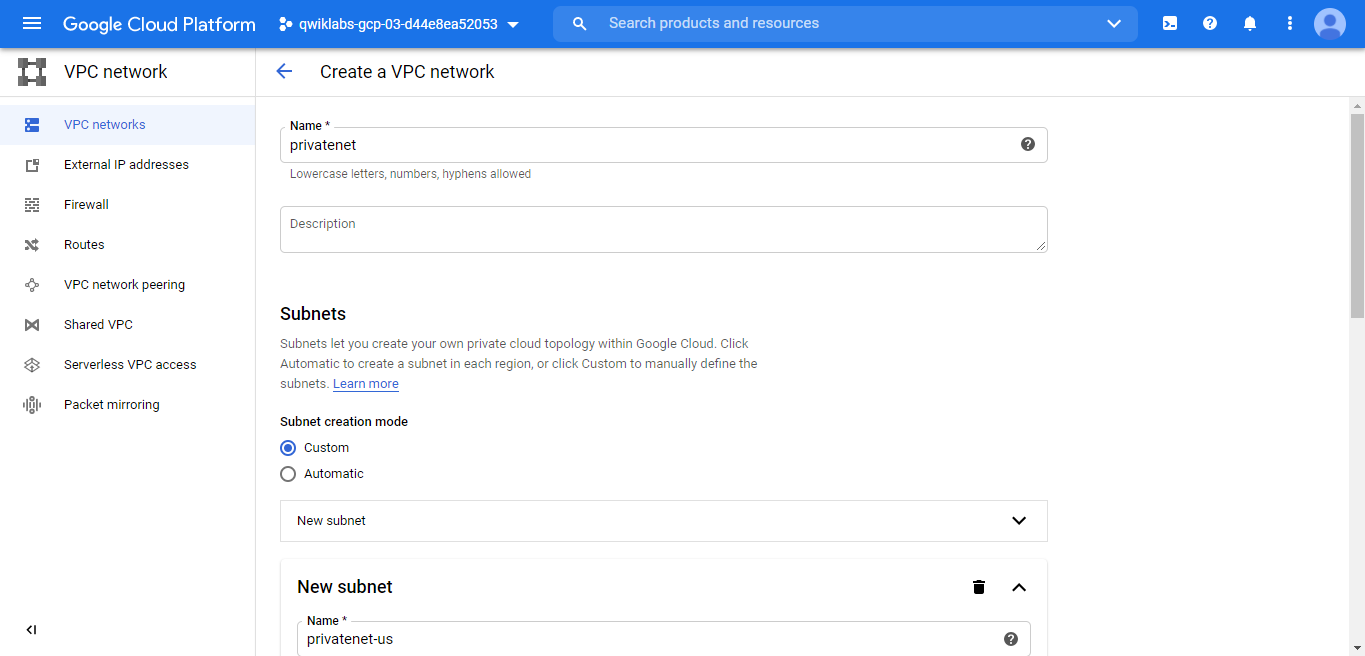 Google Cloud Platform
qwiklabs-gcp-03-d44e8ea52053
Search products and resources
VPC network
Create a VPC network
VPC networks
External IP addresses
Firewall
Routes
VPC network peering
Shared VPC
Serverless VPC access
Packet mirroring
Name *
privatenet
Lowercase letters, numbers, hyphens allowed
Description
Subnets
Subnets let you create your own private cloud topology within Google Cloud. Click
Automatic to create a subnet in each region, or click Custom to manually define the
subnets. Learn more
Subnet creation mode
Custom
Automatic
New subnet
New subnet
Name *
privatenet-us